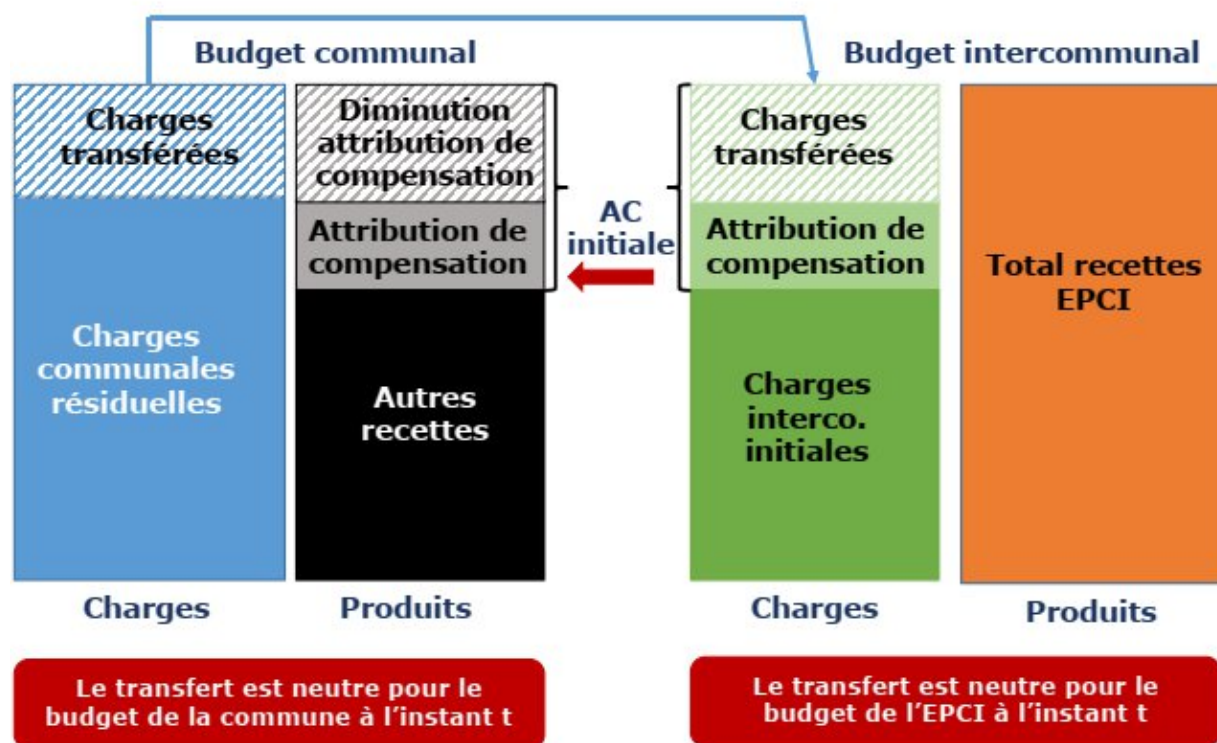 Budget communal
Charges
transférées
Diminution
attribution de
compensation
Attribution de
compensation
Charges
communales
résiduelles
Autres
recettes
Charges
Produits
Le transfert est neutre pour le
budget de la commune à l'instant t
AC
initiale
Budget intercommunal
Charges
transférées
Attribution de
compensation
Charges
interco.
initiales
Total recettes
EPCI
Charges
Produits
Le transfert est neutre pour le
budget de l'EPCI à l'instant t